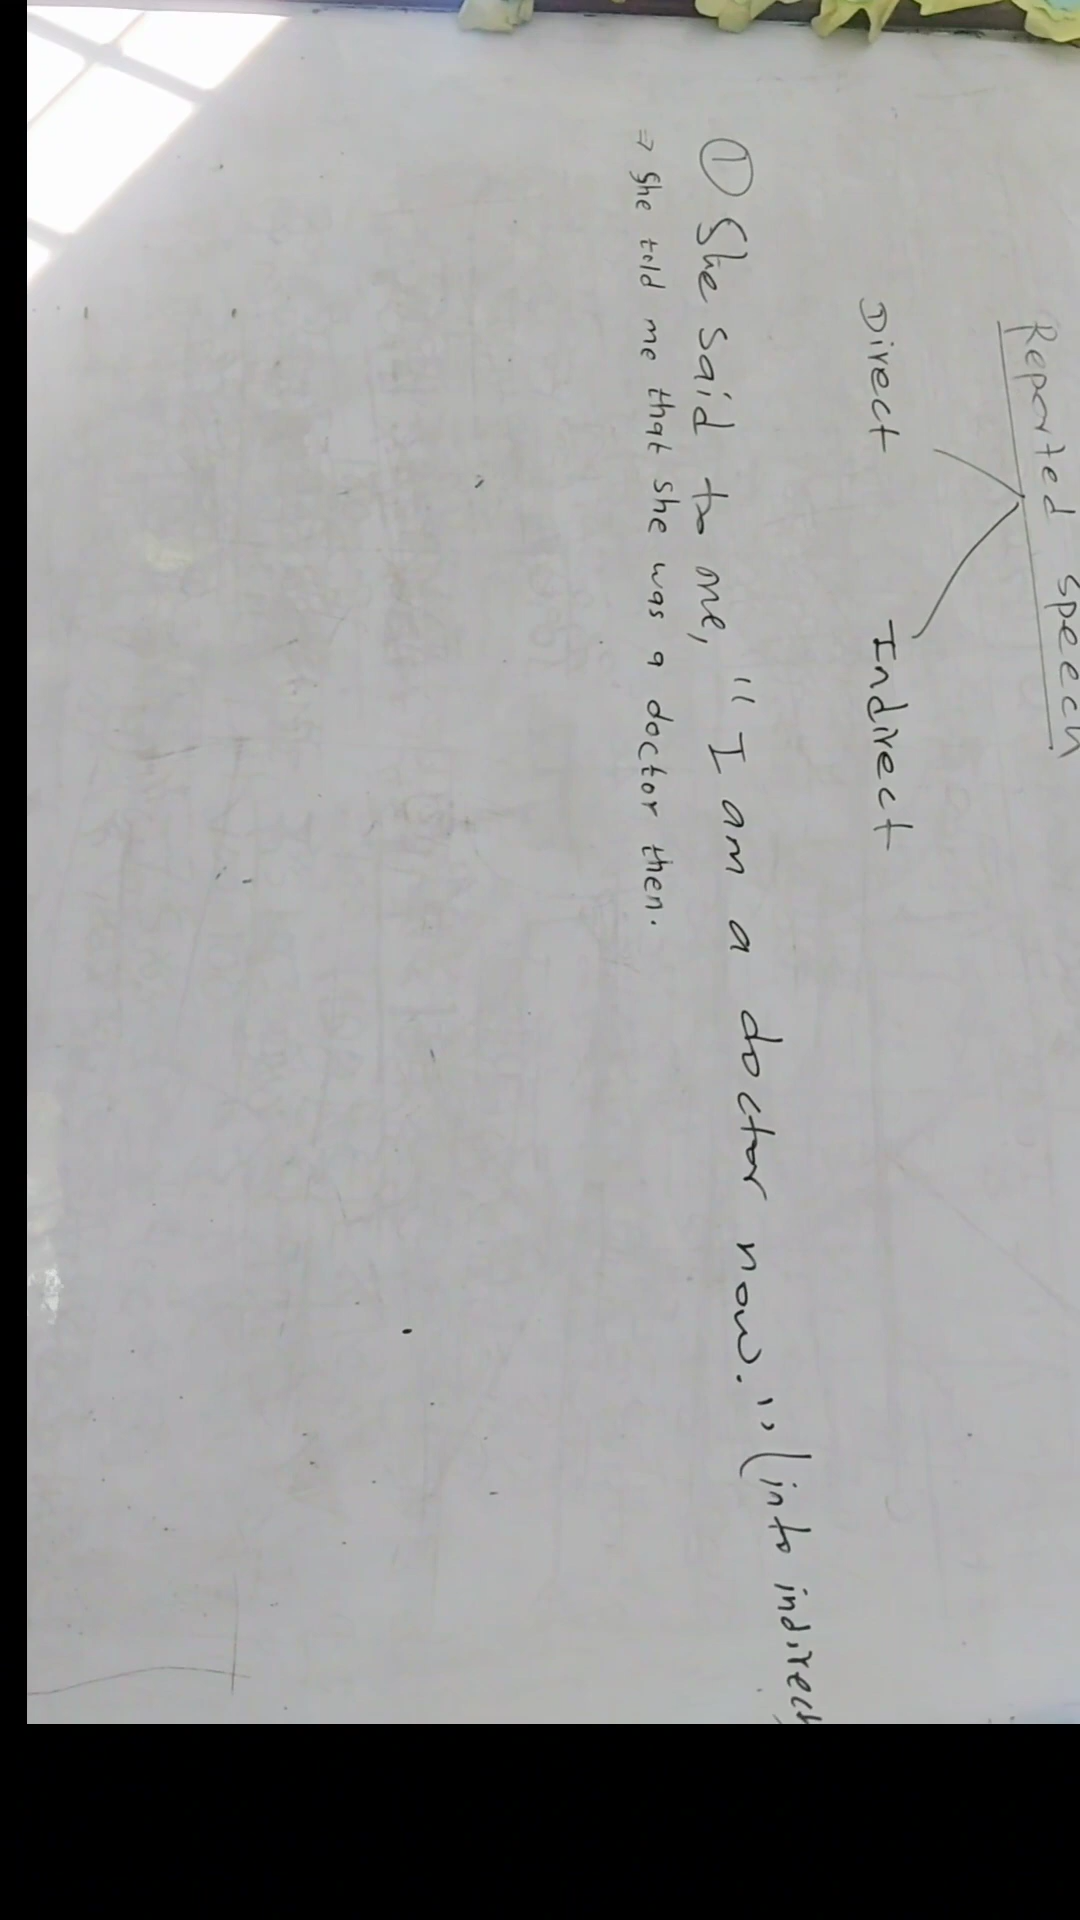 Reported speech
Direct Indirect
① She said to me, "I am a doctor now." (into indirect)
⇒ She told me that she was a doctor then.